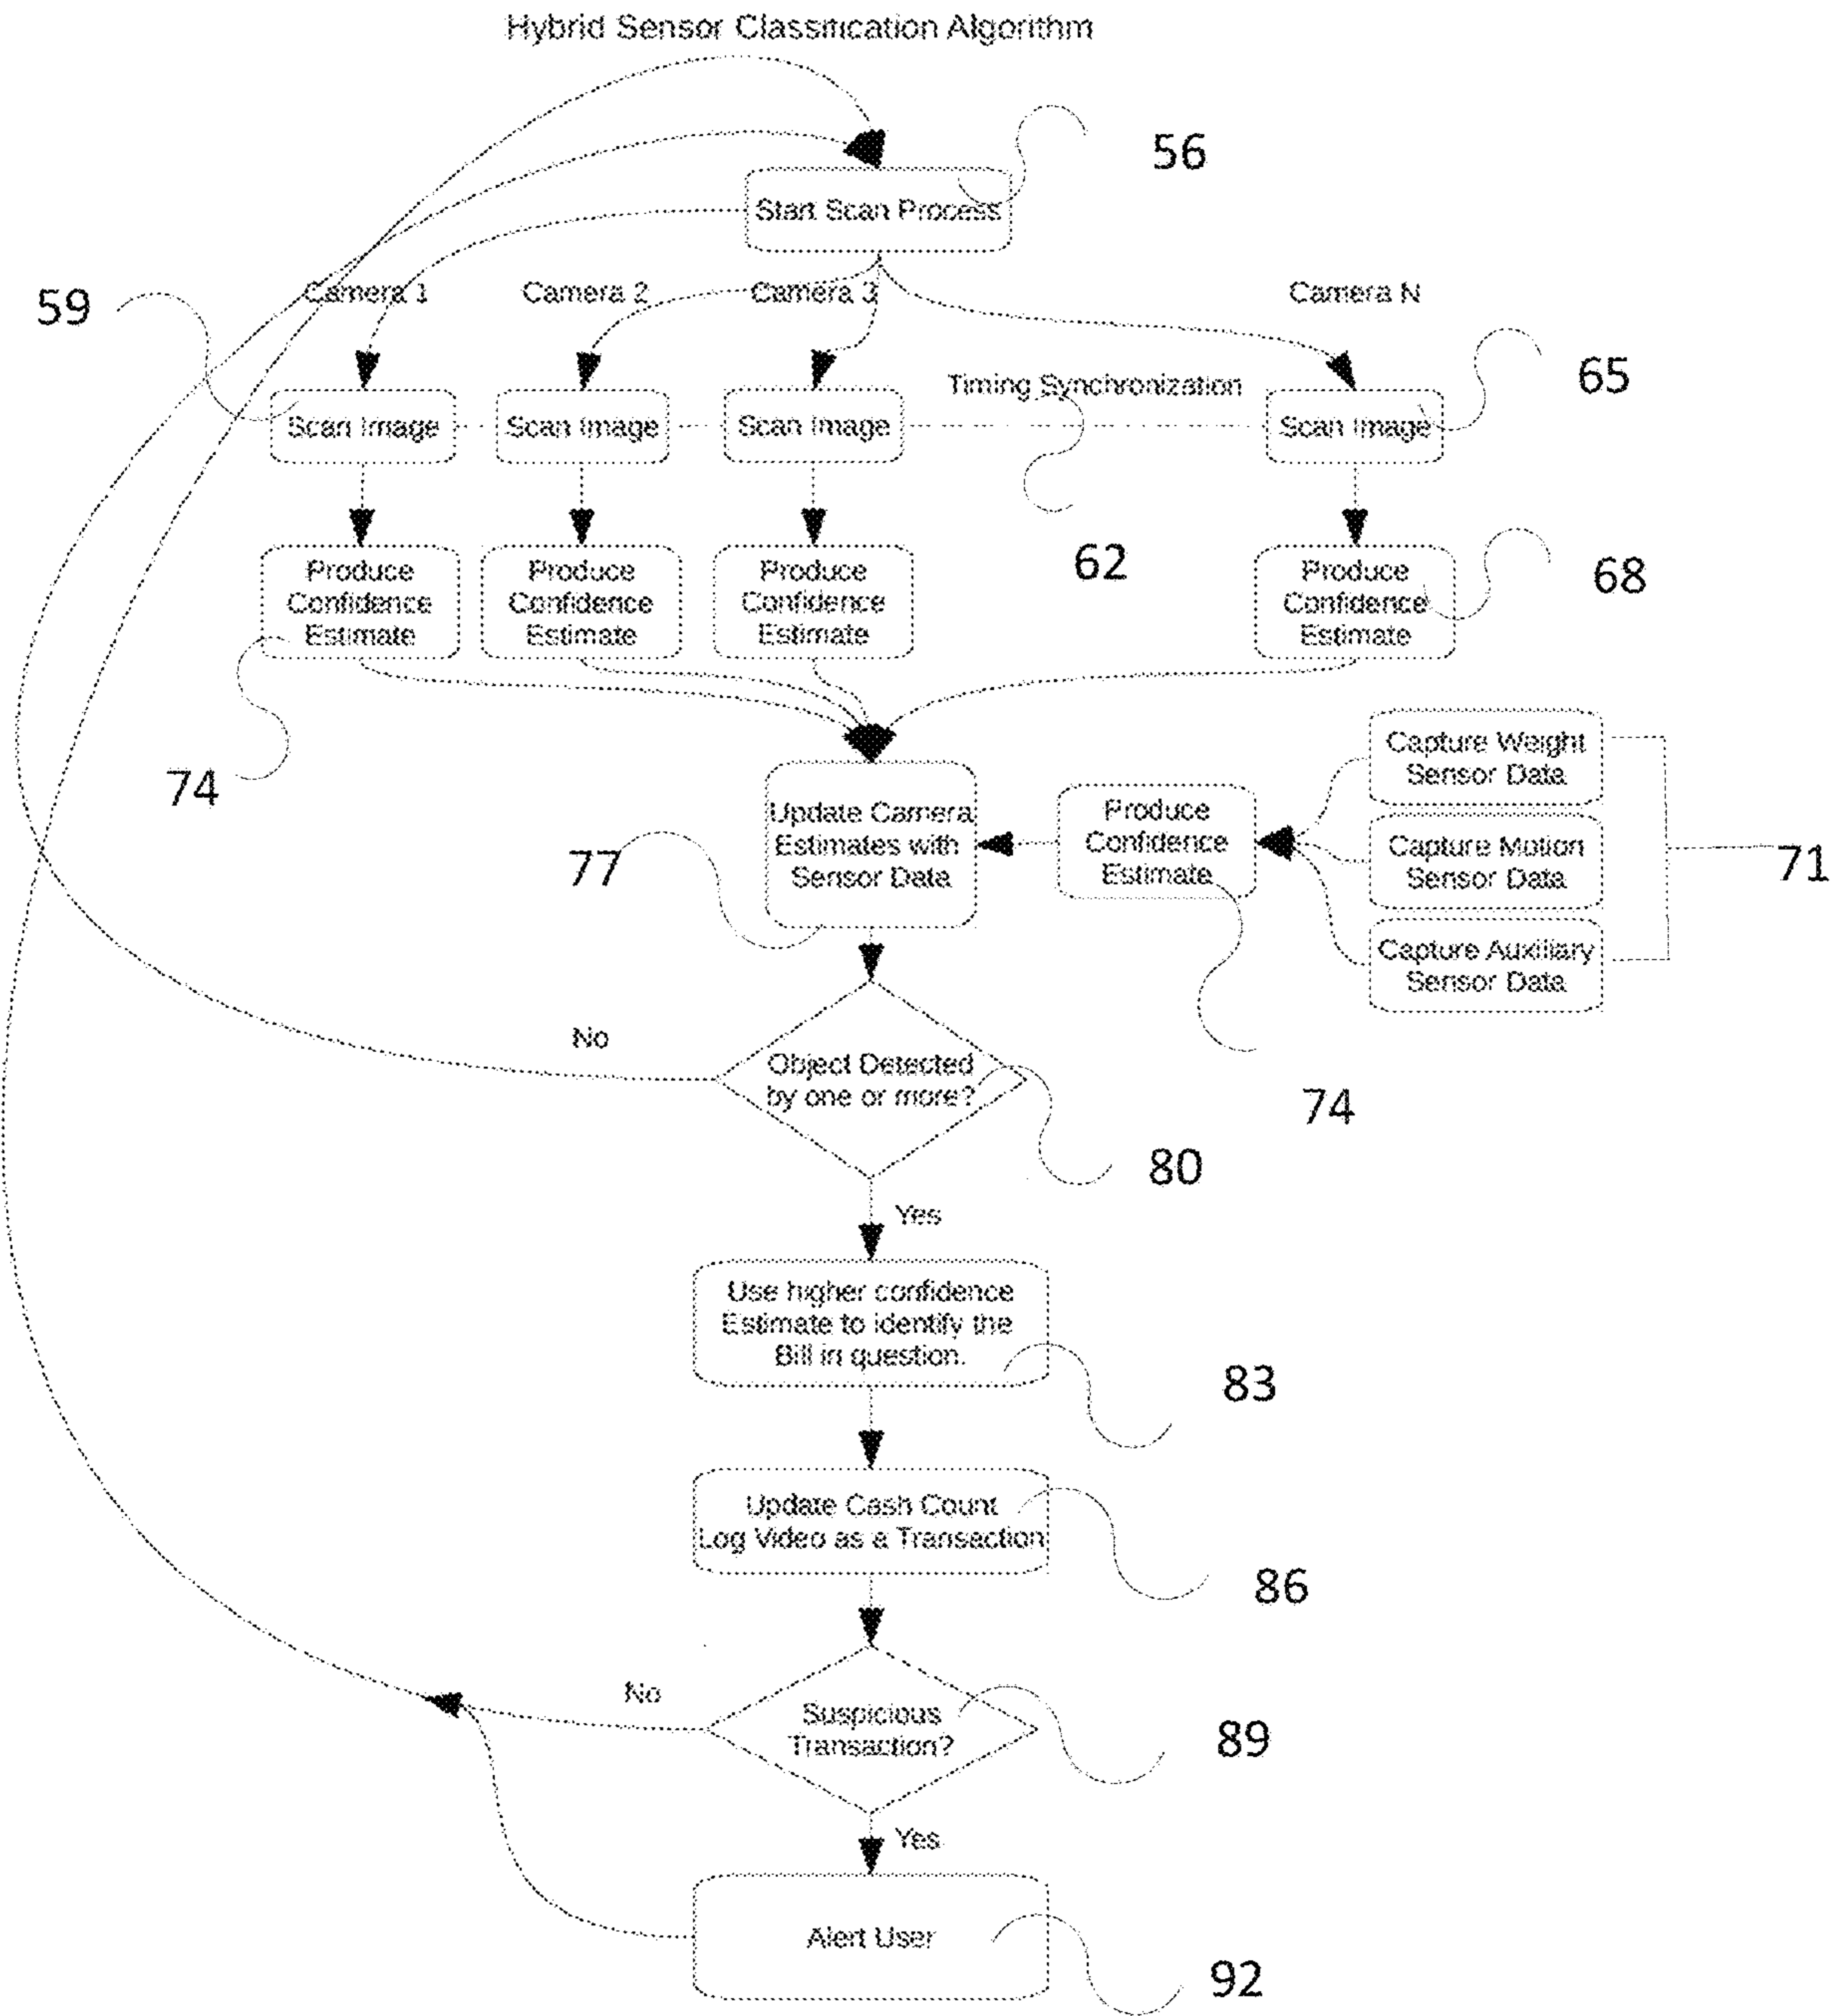 Hybrid Sensor Classification Algorithm
56
Start Scan Process
59
Camera 1
Camera 2
Camera 3
Camera N
65
Timing Synchronization
Scan Image
Scan Image
Scan Image
Scan Image
62
68
Produce
Confidence
Estimate
Produce
Confidence
Estimate
Produce
Confidence
Estimate
Produce
Confidence
Estimate
74
77
Update Camera
Estimates with
Sensor Data
Produce
Confidence
Estimate
Capture Weight
Sensor Data
Capture Motion
Sensor Data
Capture Auxiliary
Sensor Data
71
74
No
Object Detected
by one or more?
80
Yes
Use higher confidence
Estimate to identify the
Bill in question.
83
Update Cash Count
Log Video as a Transaction
86
No
Suspicious
Transaction?
89
Yes
Alert User
92